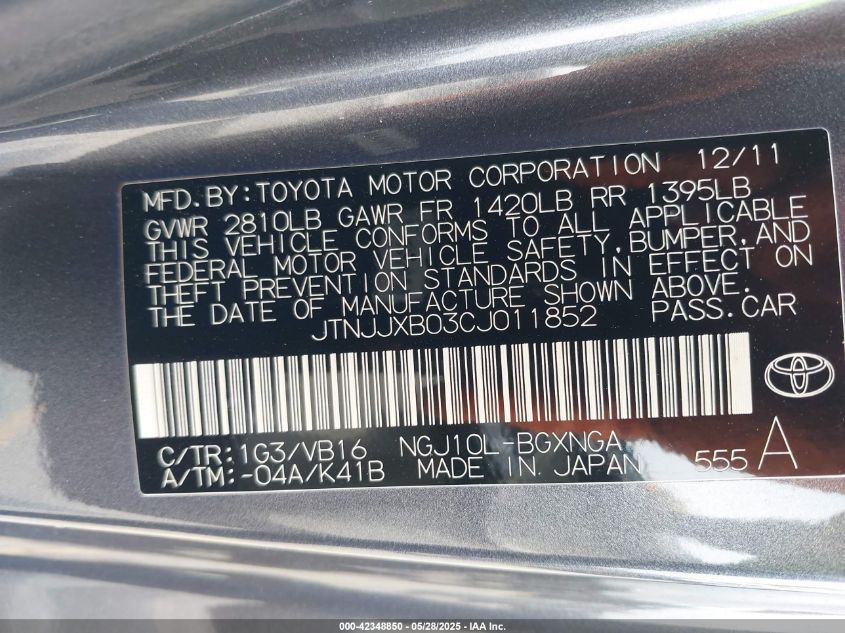 MFD. BY: TOYOTA MOTOR CORPORATION 12/11
GVWR 2810LB GAWR FR 1420LB RR 1395LB
THIS VEHICLE CONFORMS TO ALL APPLICABLE
FEDERAL MOTOR VEHICLE SAFETY, BUMPER, AND
THEFT PREVENTION STANDARDS IN EFFECT ON
THE DATE OF MANUFACTURE SHOWN ABOVE.
JTNJJXB03CJ011852 PASS. CAR
C/TR: 1G3/VB16 NGJ10L-BGXNGA
A/TM: -04A/K41B MADE IN JAPAN 555 A
000-42348850 - 05/28/2025 - IAA Inc.